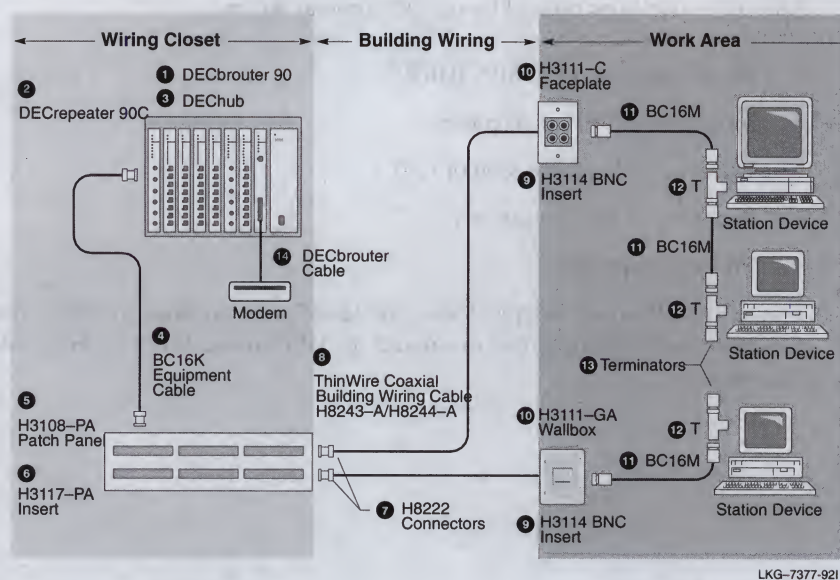 Wiring Closet
Building Wiring
Work Area
1 DECbrouter 90
2
DECrepeater 90C
3 DEChub
10 H3111–C
Faceplate
11 BC16M
9 H3114 BNC
Insert
12 T
Station Device
14 DECbrouter
Cable
Modem
11 BC16M
12 T
Station Device
4
BC16K
Equipment
Cable
8
ThinWire Coaxial
Building Wiring Cable
H8243–A/H8244–A
13 Terminators
5
H3108–PA
Patch Panel
10 H3111–GA
Wallbox
12 T
11 BC16M
6
H3117–PA
Insert
7 H8222
Connectors
9 H3114 BNC
Insert
Station Device
LKG–7377-92I